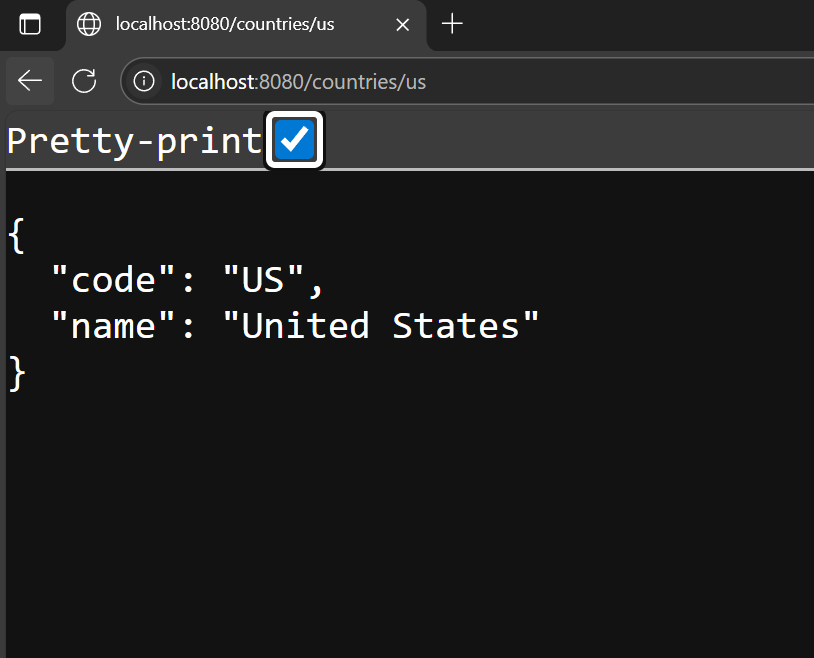 localhost:8080/countries/us
localhost:8080/countries/us
Pretty-print
{
  "code": "US",
  "name": "United States"
}